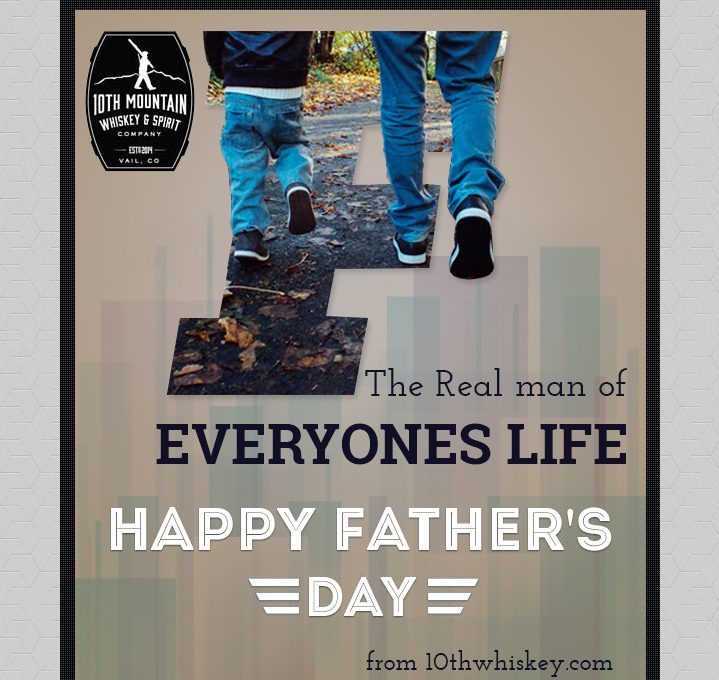 10TH MOUNTAIN
WHISKEY & SPIRIT
COMPANY
ESTD 2014
VAIL, CO
The Real man of
EVERYONES LIFE
HAPPY FATHER'S
DAY
from 10thwhiskey.com